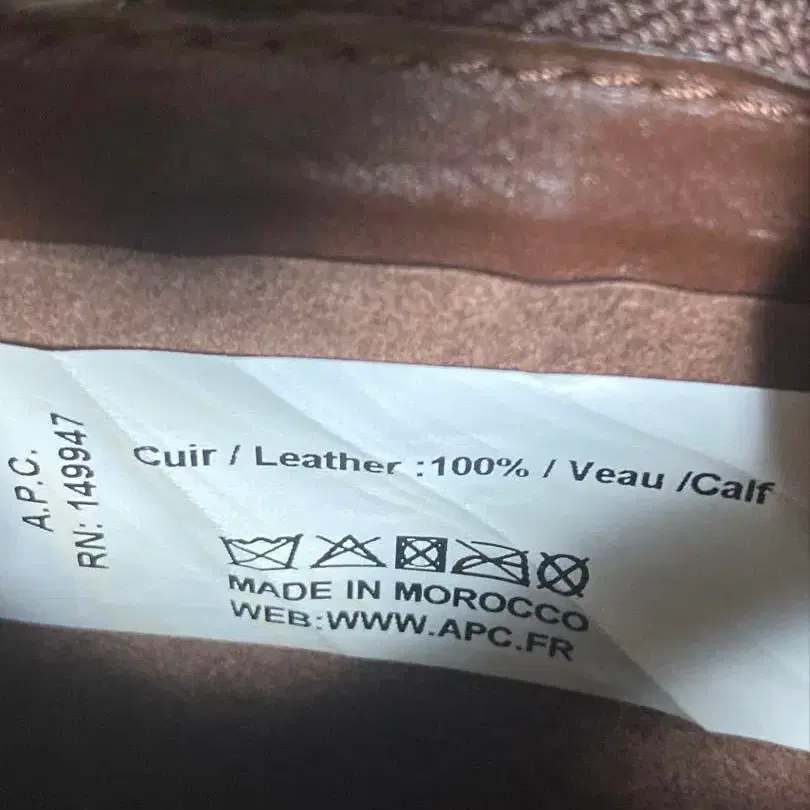 A.P.C.
RN: 149947
Cuir / Leather :100% / Veau /Calf
MADE IN MOROCCO
WEB:WWW.APC.FR